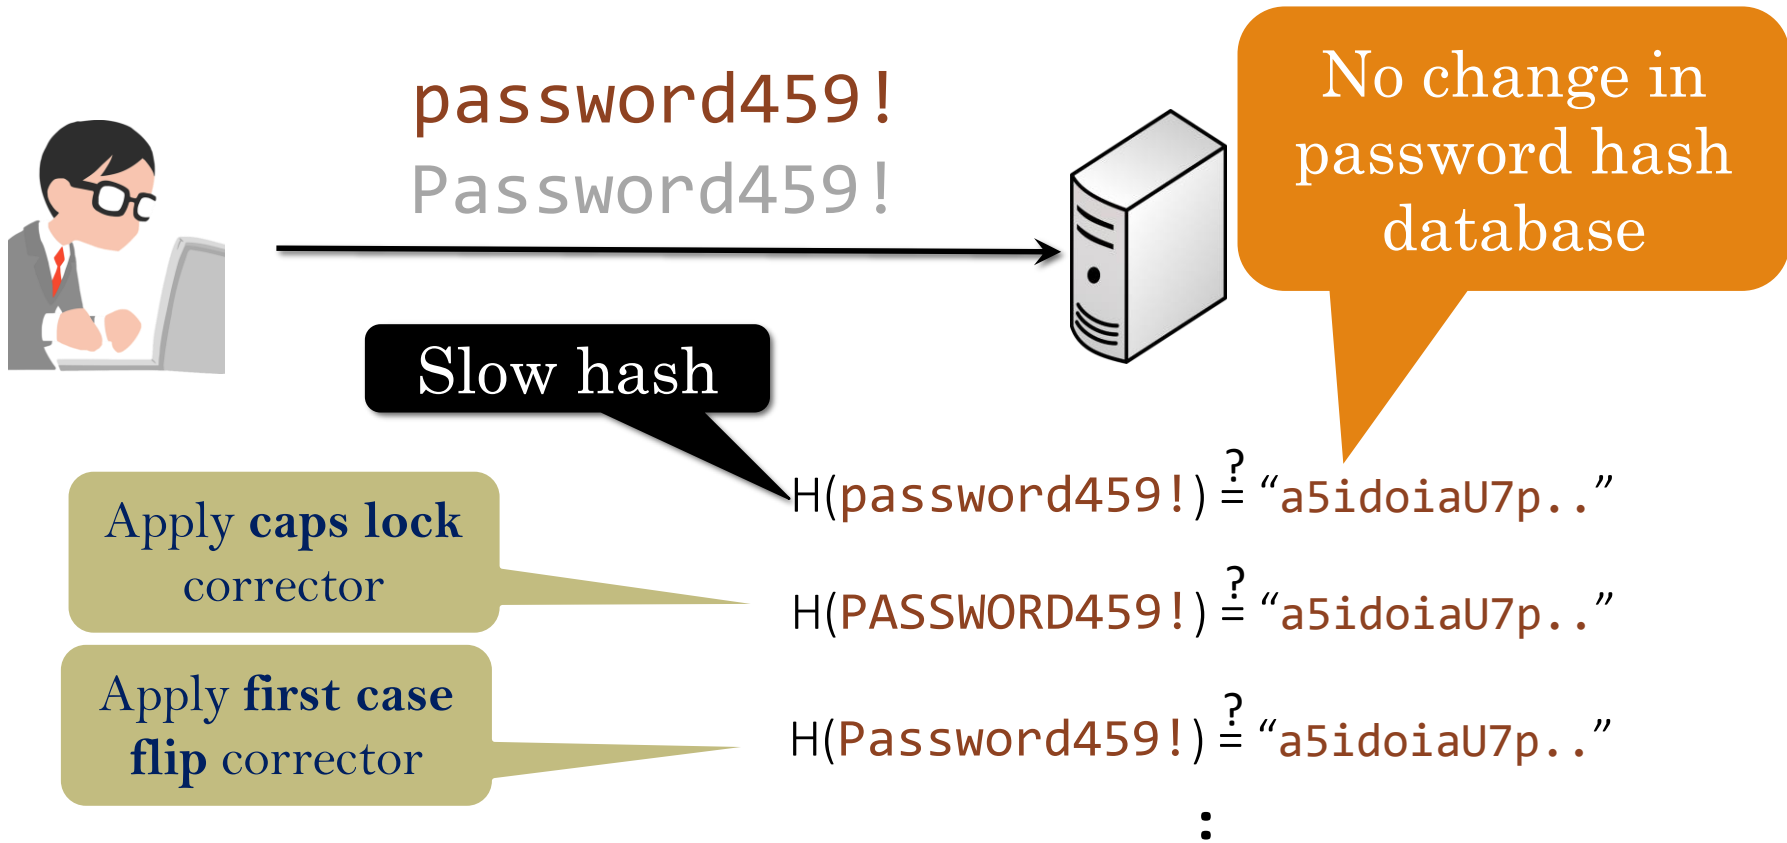 password459!
Password459!
No change in
password hash
database
Slow hash
H(password459!) ≟ “a5idoiaU7p..”
Apply caps lock
corrector
H(PASSWORD459!) ≟ “a5idoiaU7p..”
Apply first case
flip corrector
H(Password459!) ≟ “a5idoiaU7p..”
: